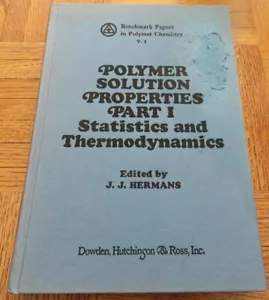 Benchmark Papers
in Polymer Chemistry
V. 1
POLYMER
SOLUTION
PROPERTIES
PART I
Statistics and
Thermodynamics
Edited by
J. J. HERMANS
Dowden, Hutchinson & Ross, Inc.